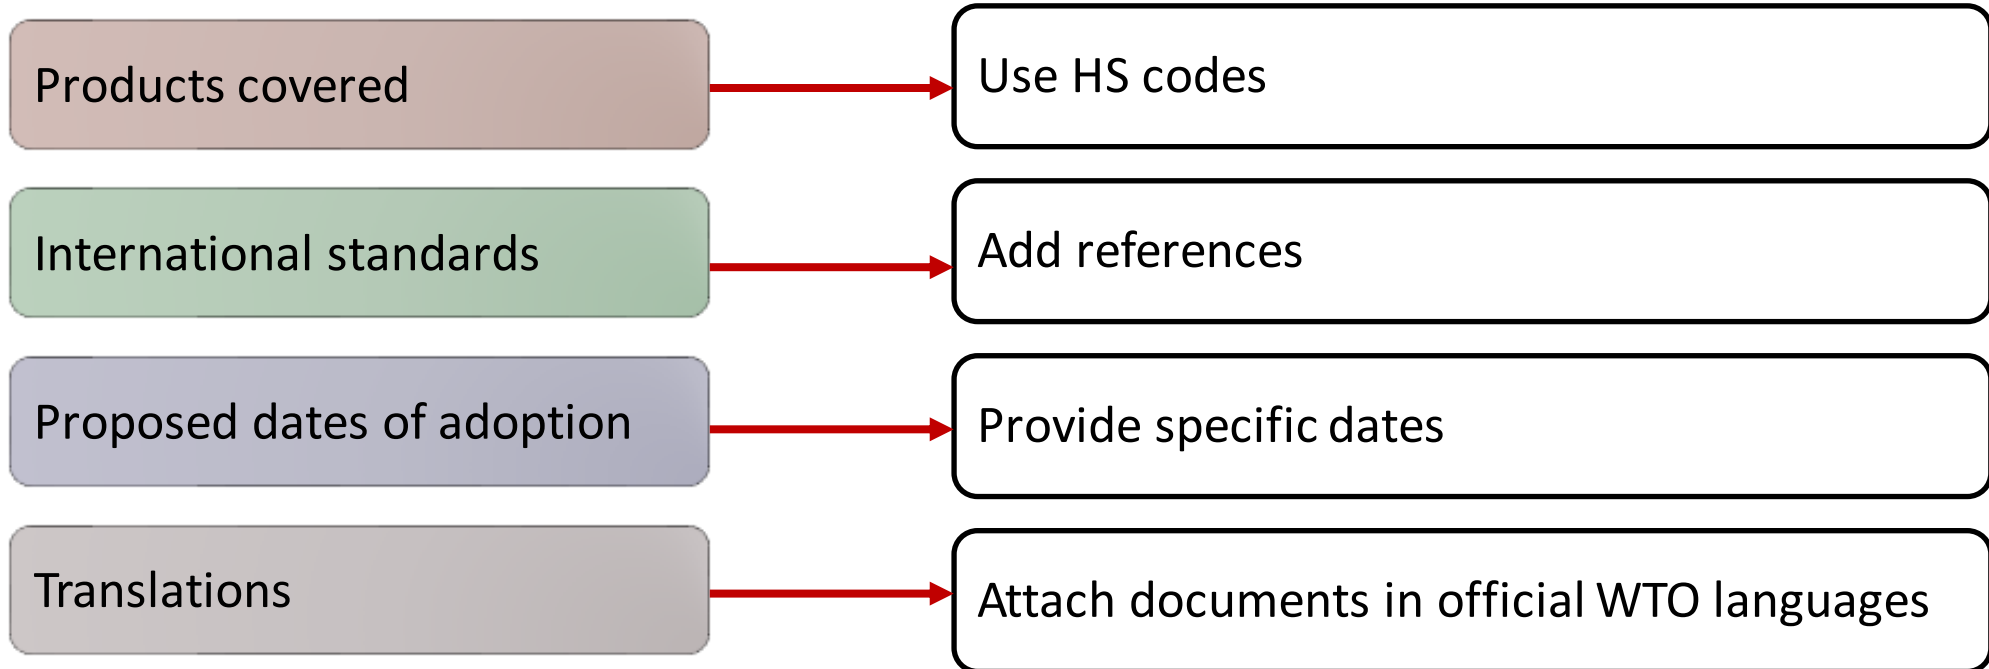 Products covered
Use HS codes
International standards
Add references
Proposed dates of adoption
Provide specific dates
Translations
Attach documents in official WTO languages